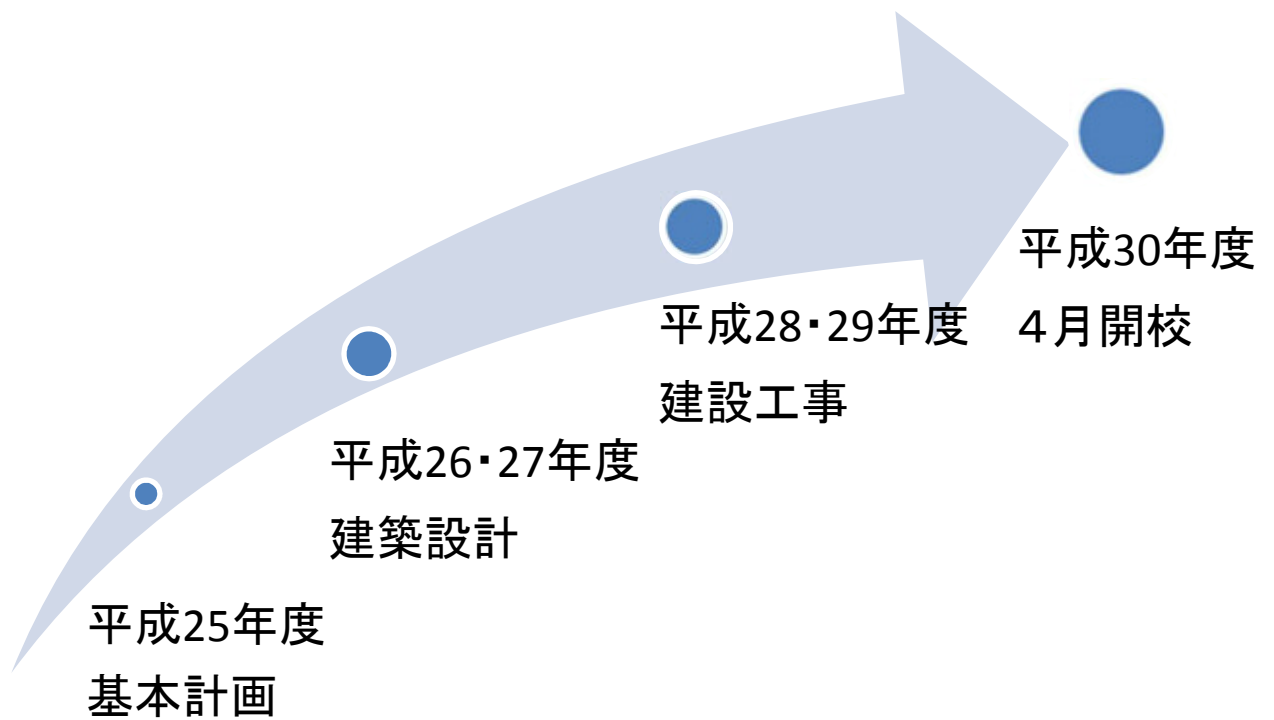 平成25年度
基本計画
平成26・27年度
建築設計
平成28・29年度
建設工事
平成30年度
４月開校